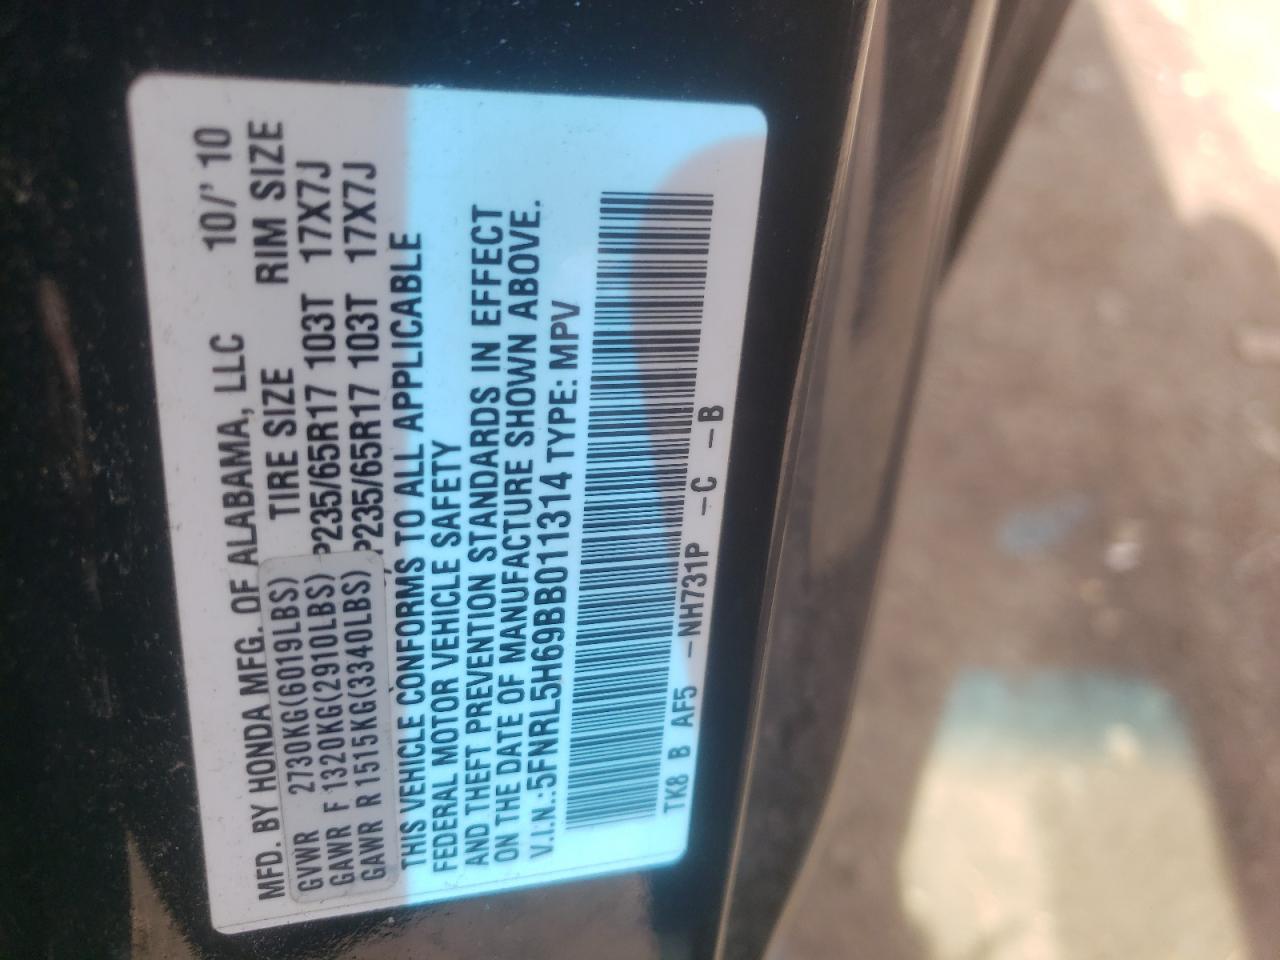 MFD. BY HONDA MFG. OF ALABAMA, LLC 10/'10
TIRE SIZE RIM SIZE
GVWR 2730KG(6019LBS)
GAWR F 1320KG(2910LBS) P235/65R17 103T 17X7J
GAWR R 1515KG(3340LBS) P235/65R17 103T 17X7J
THIS VEHICLE CONFORMS TO ALL APPLICABLE
FEDERAL MOTOR VEHICLE SAFETY
AND THEFT PREVENTION STANDARDS IN EFFECT
ON THE DATE OF MANUFACTURE SHOWN ABOVE.
V.I.N.:5FNRL5H69BB011314 TYPE: MPV
TK8 B AF5 -NH731P -C -B